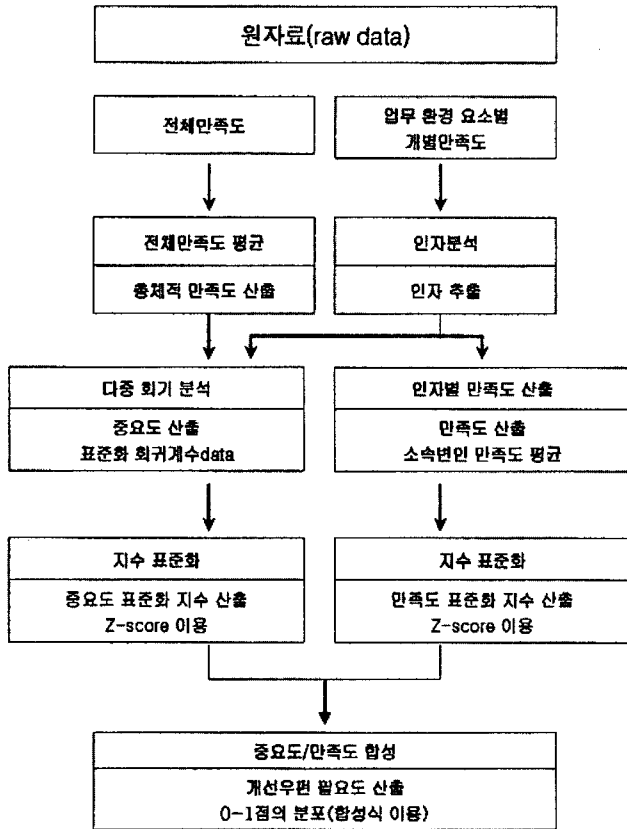 원자료(raw data)
전체만족도
업무 환경 요소별
개별만족도
전체만족도 평균
총체적 만족도 산출
인자분석
인자 추출
다중 회기 분석
중요도 산출
표준화 회귀계수data
인자별 만족도 산출
만족도 산출
소속변인 만족도 평균
지수 표준화
중요도 표준화 지수 산출
Z-score 이용
지수 표준화
만족도 표준화 지수 산출
Z-score 이용
중요도/만족도 합성
개선우편 필요도 산출
0-1점의 분포(합성식 이용)